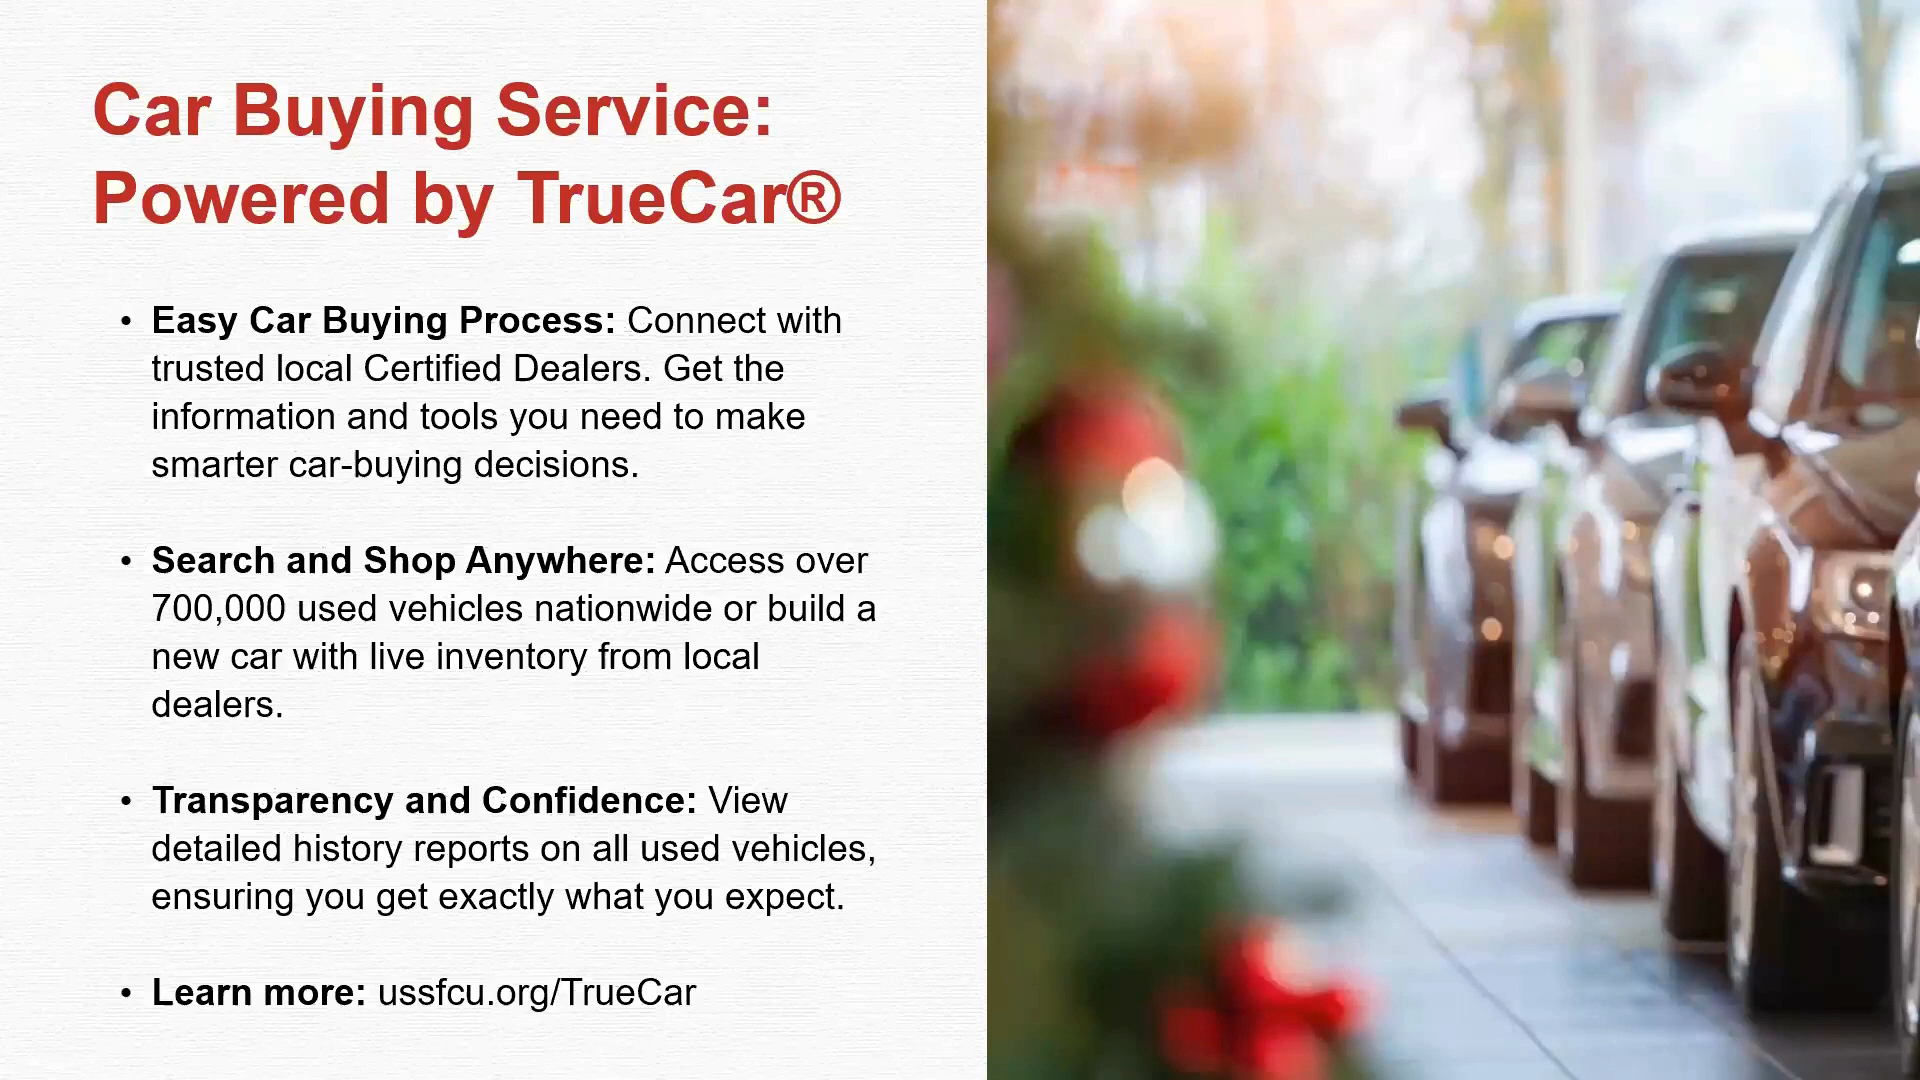 Car Buying Service:
Powered by TrueCar®
• Easy Car Buying Process: Connect with
trusted local Certified Dealers. Get the
information and tools you need to make
smarter car-buying decisions.
• Search and Shop Anywhere: Access over
700,000 used vehicles nationwide or build a
new car with live inventory from local
dealers.
• Transparency and Confidence: View
detailed history reports on all used vehicles,
ensuring you get exactly what you expect.
• Learn more: ussfcu.org/TrueCar